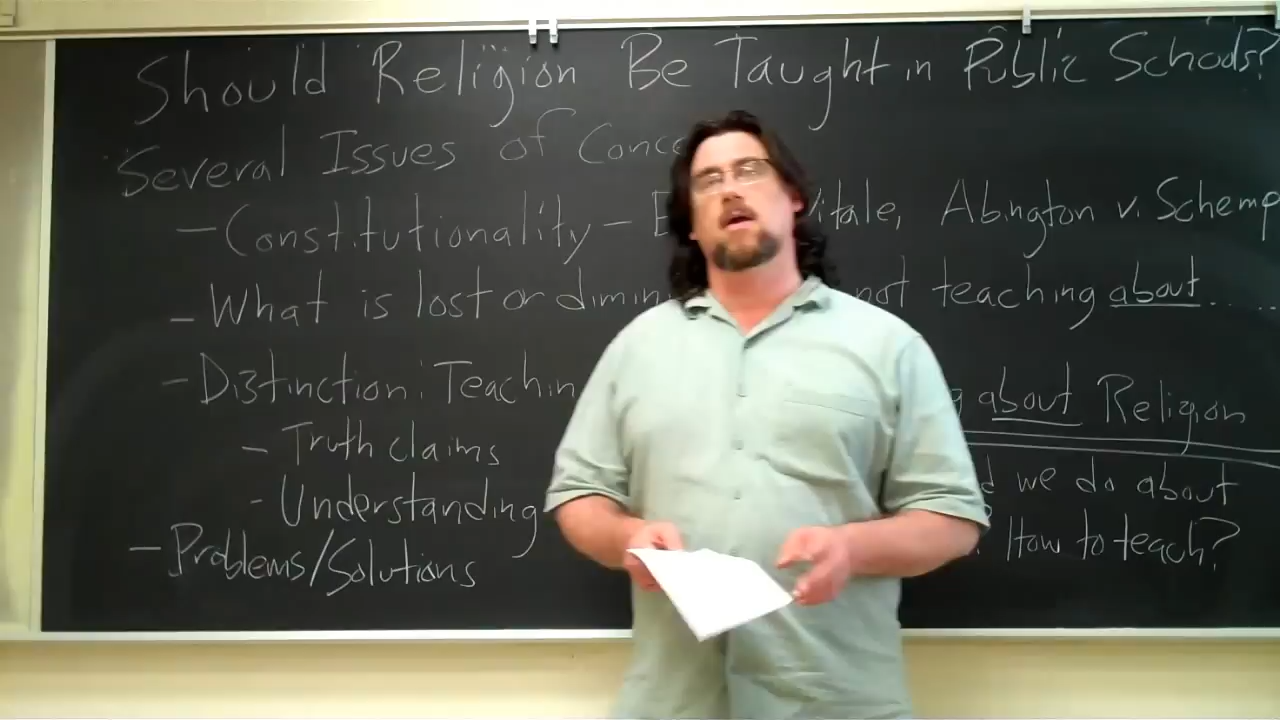 Should Religion Be Taught in Public Schools?
Several Issues of Conce
- Constitutionality - E Vitale, Abington v. Schemp
- What is lost or dimin not teaching about.....
- Distinction: Teachin g about Religion
- Truth claims
- Understanding d we do about
- Problems/Solutions ? How to teach?